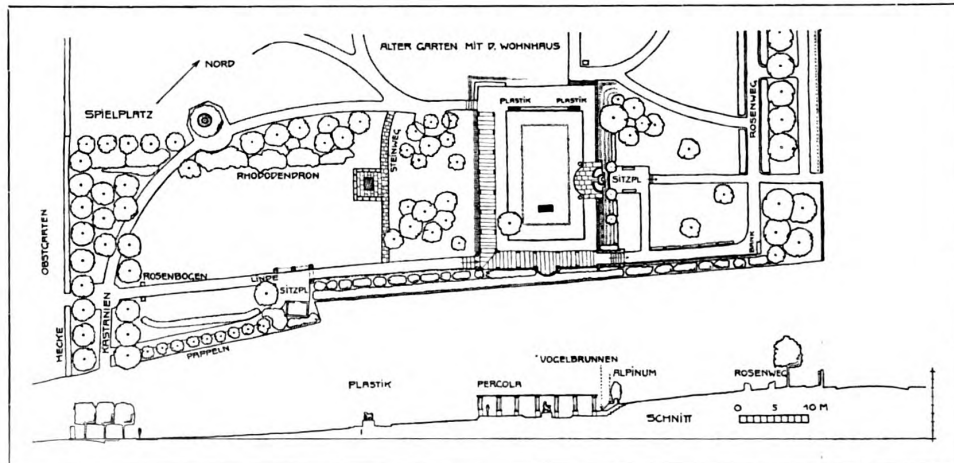 ALTER GARTEN MIT D. WOHNHAUS
NORD
SPIELPLATZ
PLASTIK PLASTIK
ROSENWEG
STEINWEG
RHODODENDRON
SITZPL
OBSTGARTEN
ROSENBOGEN
LINDE
SITZPL
BANK
HECKE
KASTANIEN
PAPPELN
VOGELBRUNNEN
ALPINUM
PLASTIK
PERGOLA
ROSENWEG
SCHNITT
0 5 10 M